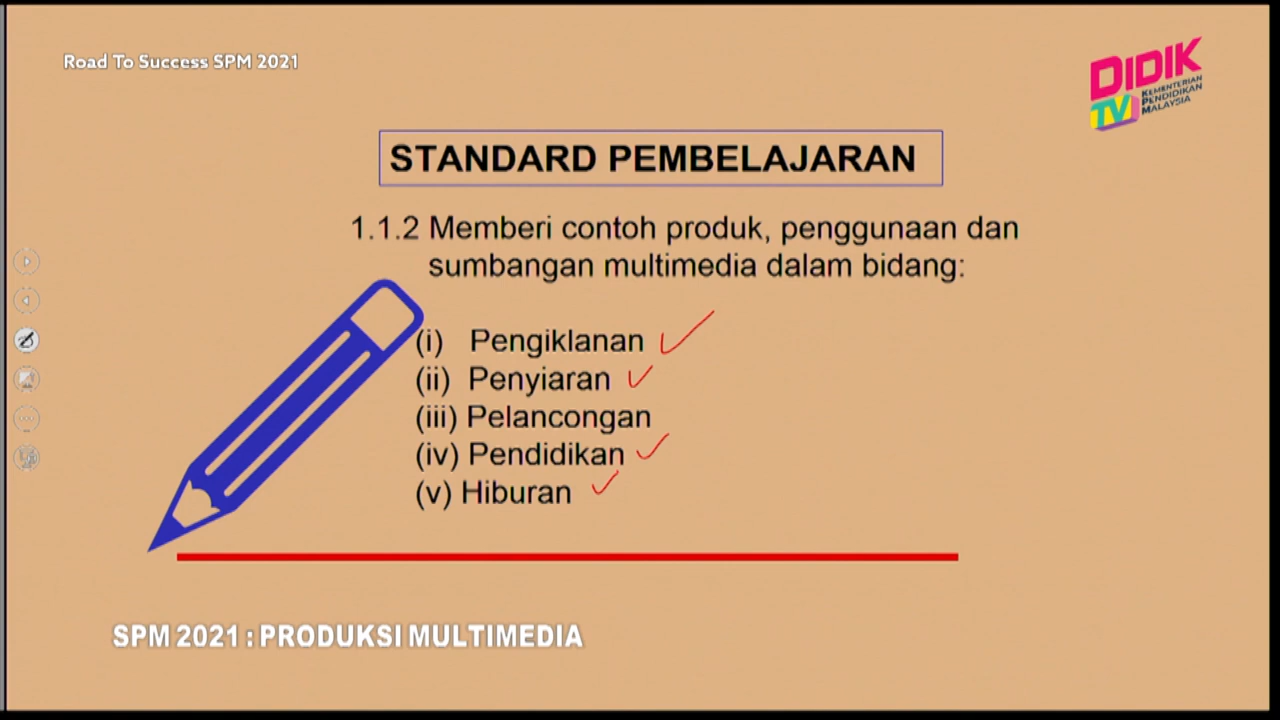 Road To Success SPM 2021
DIDIK
TV
KEMENTERIAN
PENDIDIKAN
MALAYSIA
STANDARD PEMBELAJARAN
1.1.2 Memberi contoh produk, penggunaan dan
sumbangan multimedia dalam bidang:
(i) Pengiklanan
(ii) Penyiaran
(iii) Pelancongan
(iv) Pendidikan
(v) Hiburan
SPM 2021 : PRODUKSI MULTIMEDIA